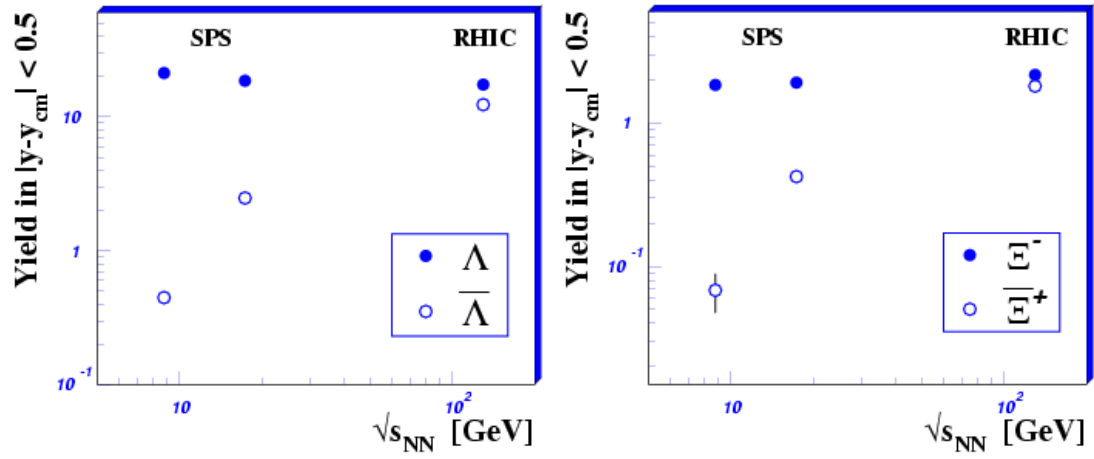 Yield in |y-y_cm| < 0.5
SPS
RHIC
10
1
10^-1
Λ
Λ̅
10
10^2
√s_NN [GeV]
Yield in |y-y_cm| < 0.5
SPS
RHIC
1
10^-1
Ξ^-
Ξ̅^+
10
10^2
√s_NN [GeV]